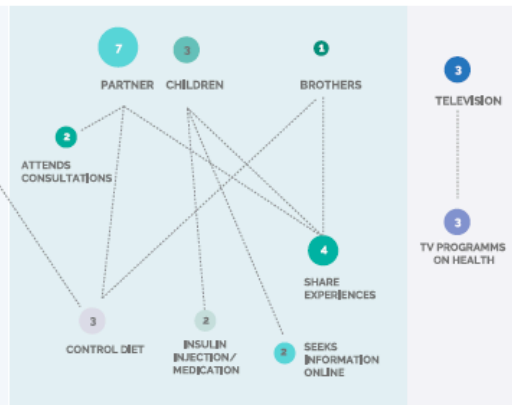 7
3
1
PARTNER
CHILDREN
BROTHERS
3
TELEVISION
2
ATTENDS
CONSULTATIONS
3
TV PROGRAMMS
ON HEALTH
4
SHARE
EXPERIENCES
3
CONTROL DIET
2
INSULIN
INJECTION/
MEDICATION
2
SEEKS
INFORMATION
ONLINE